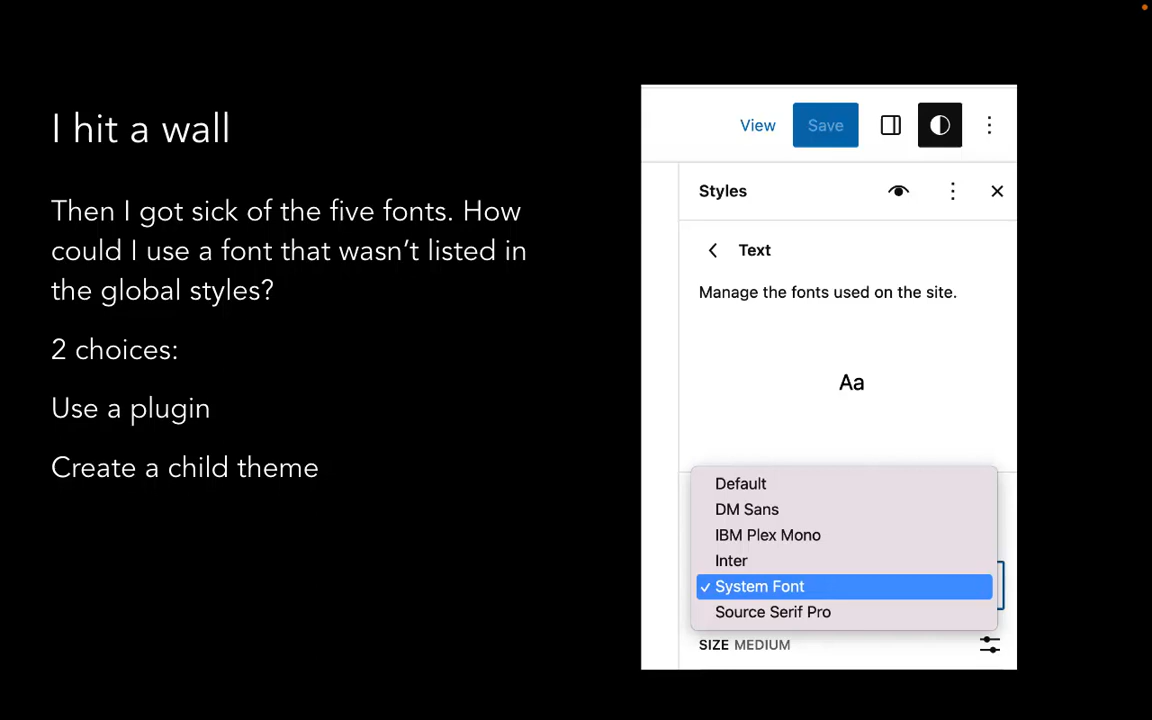 I hit a wall
Then I got sick of the five fonts. How
could I use a font that wasn’t listed in
the global styles?
2 choices:
Use a plugin
Create a child theme
View Save
Styles
Text
Manage the fonts used on the site.
Aa
Default
DM Sans
IBM Plex Mono
Inter
✓ System Font
Source Serif Pro
SIZE MEDIUM